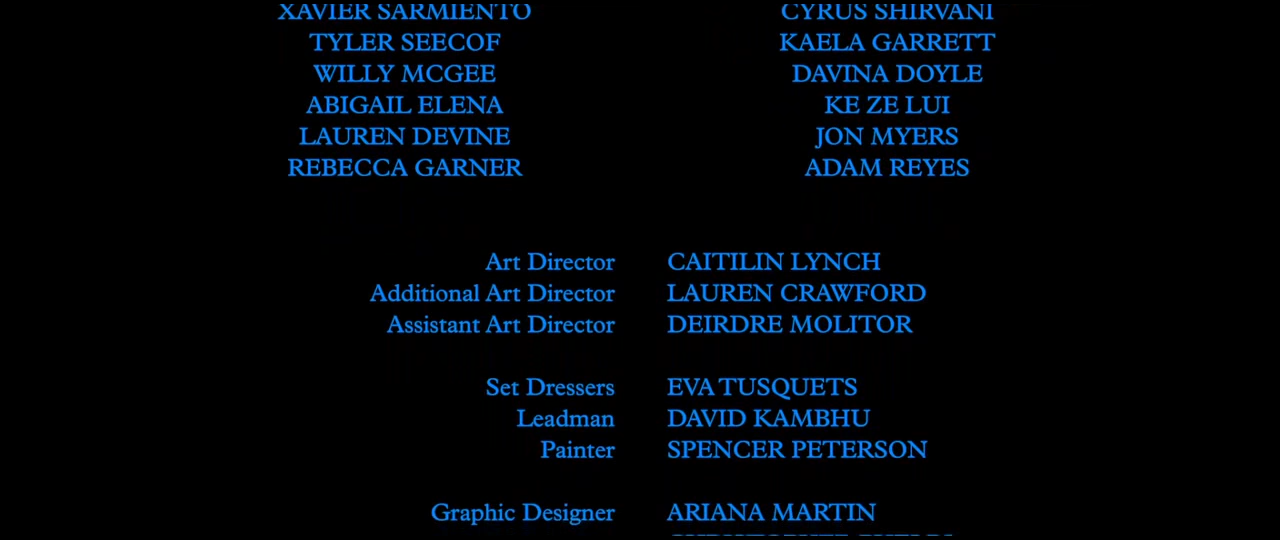 XAVIER SARMIENTO CYRUS SHIRVANI
TYLER SEECOF KAELA GARRETT
WILLY MCGEE DAVINA DOYLE
ABIGAIL ELENA KE ZE LUI
LAUREN DEVINE JON MYERS
REBECCA GARNER ADAM REYES
Art Director CAITILIN LYNCH
Additional Art Director LAUREN CRAWFORD
Assistant Art Director DEIRDRE MOLITOR
Set Dressers EVA TUSQUETS
Leadman DAVID KAMBHU
Painter SPENCER PETERSON
Graphic Designer ARIANA MARTIN